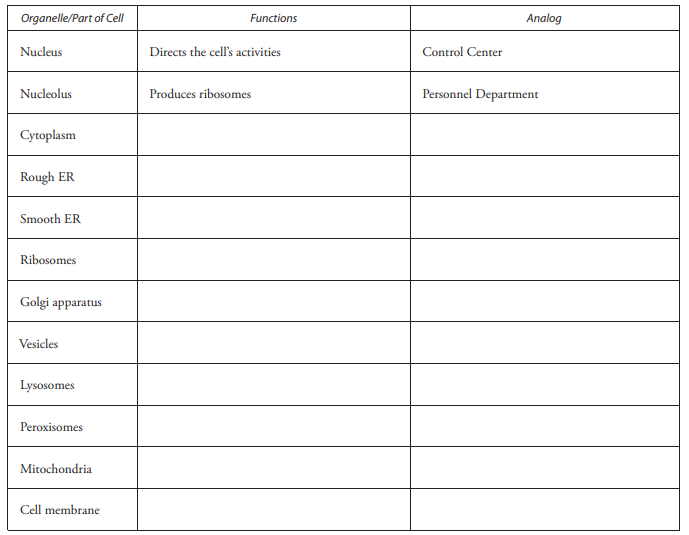 Organelle/Part of Cell Functions Analog
Nucleus Directs the cell’s activities Control Center
Nucleolus Produces ribosomes Personnel Department
Cytoplasm
Rough ER
Smooth ER
Ribosomes
Golgi apparatus
Vesicles
Lysosomes
Peroxisomes
Mitochondria
Cell membrane